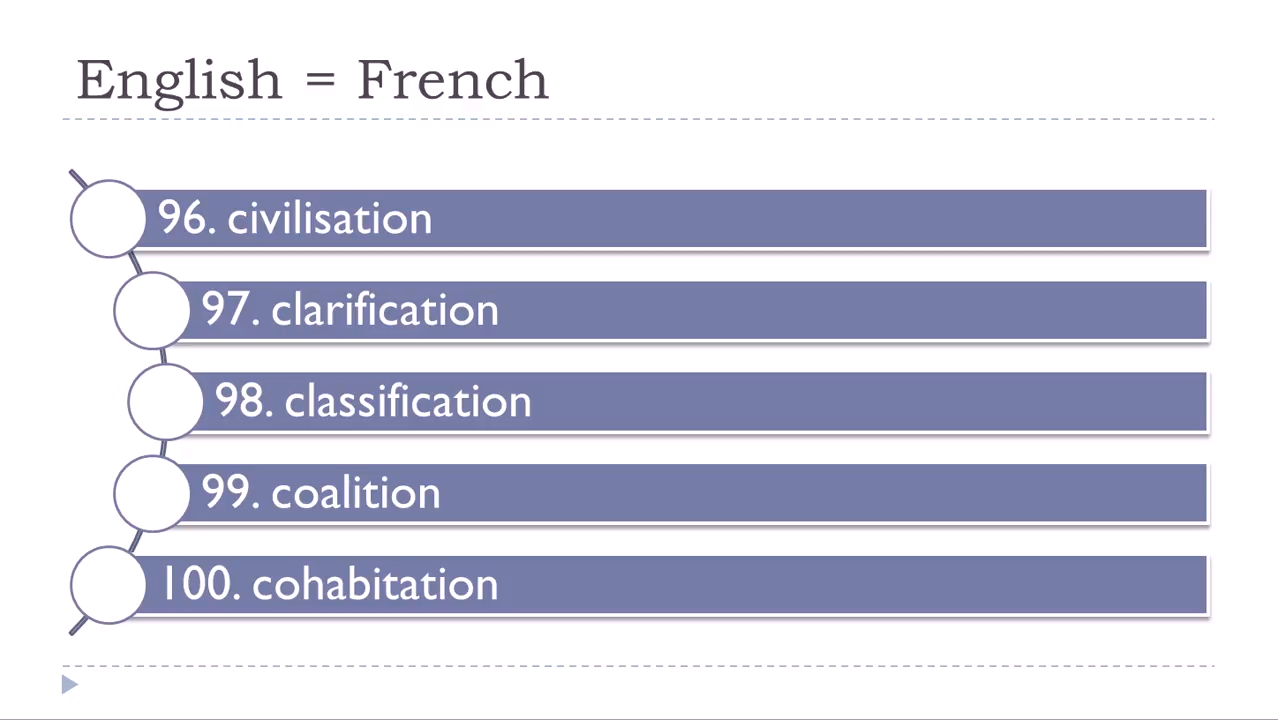 English = French
96. civilisation
97. clarification
98. classification
99. coalition
100. cohabitation